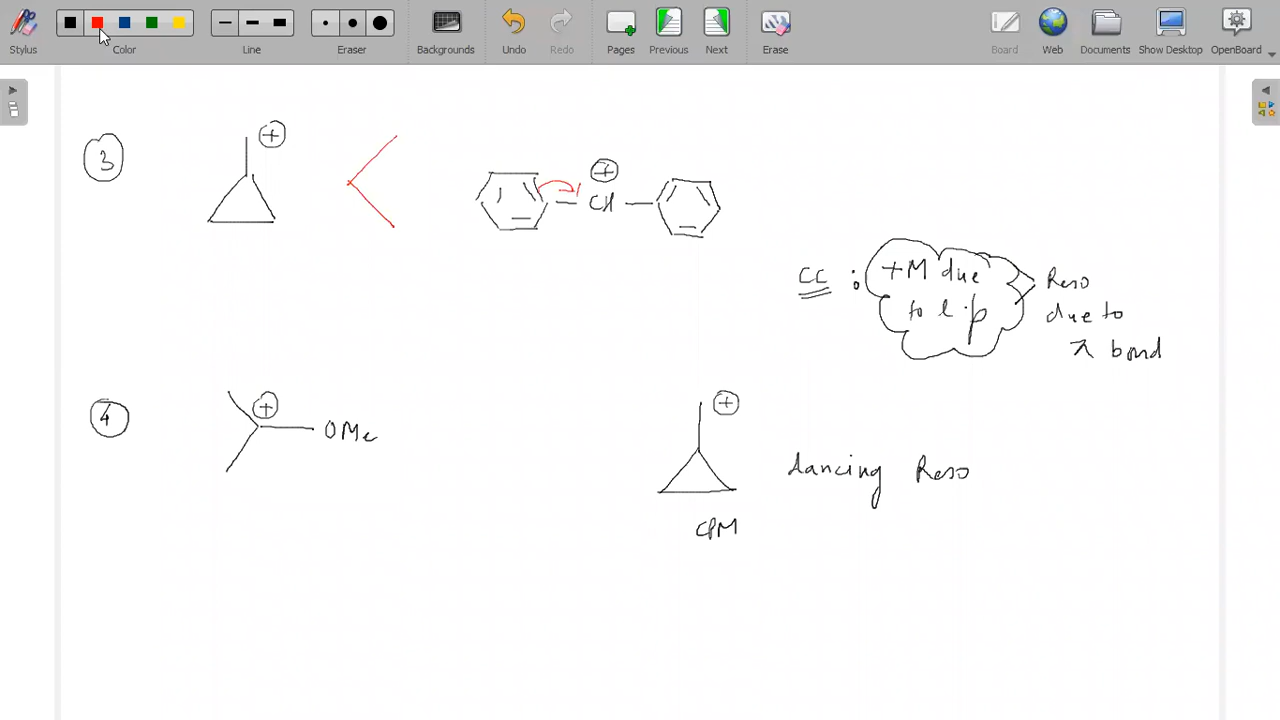 Stylus
Color
Line
Eraser
Backgrounds
Undo
Redo
Pages
Previous
Next
Erase
Board
Web
Documents
Show Desktop
OpenBoard
3
+
<
+
CH
CC : +M due to l.p > Reso due to π bond
4
+
OMe
+
dancing Reso
CPM